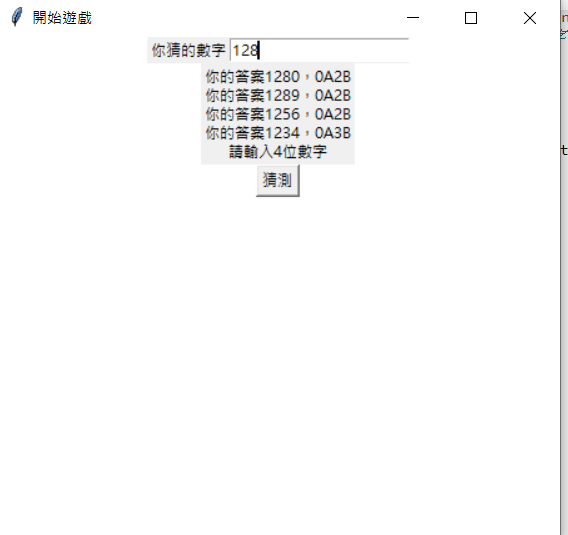 開始遊戲
你猜的數字 128
你的答案1280，0A2B
你的答案1289，0A2B
你的答案1256，0A2B
你的答案1234，0A3B
請輸入4位數字
猜測